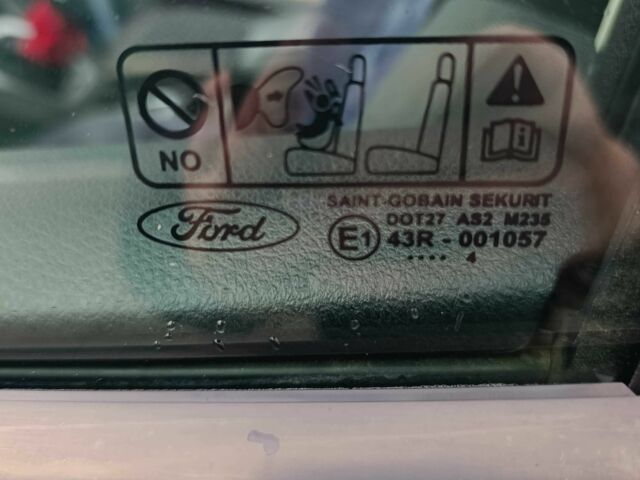 NO
Ford
SAINT-GOBAIN SEKURIT
DOT27 AS2 M235
E1 43R - 001057
•••• 4